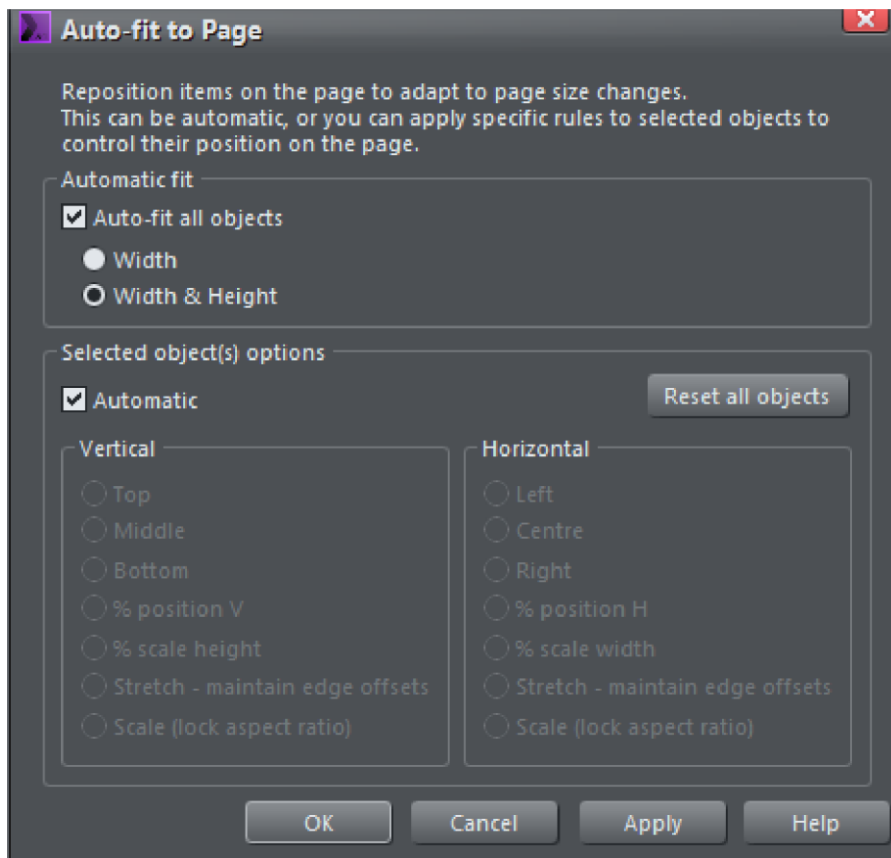 Auto-fit to Page
Reposition items on the page to adapt to page size changes.
This can be automatic, or you can apply specific rules to selected objects to
control their position on the page.
Automatic fit
Auto-fit all objects
Width
Width & Height
Selected object(s) options
Automatic
Reset all objects
Vertical
Top
Middle
Bottom
% position V
% scale height
Stretch - maintain edge offsets
Scale (lock aspect ratio)
Horizontal
Left
Centre
Right
% position H
% scale width
Stretch - maintain edge offsets
Scale (lock aspect ratio)
OK
Cancel
Apply
Help